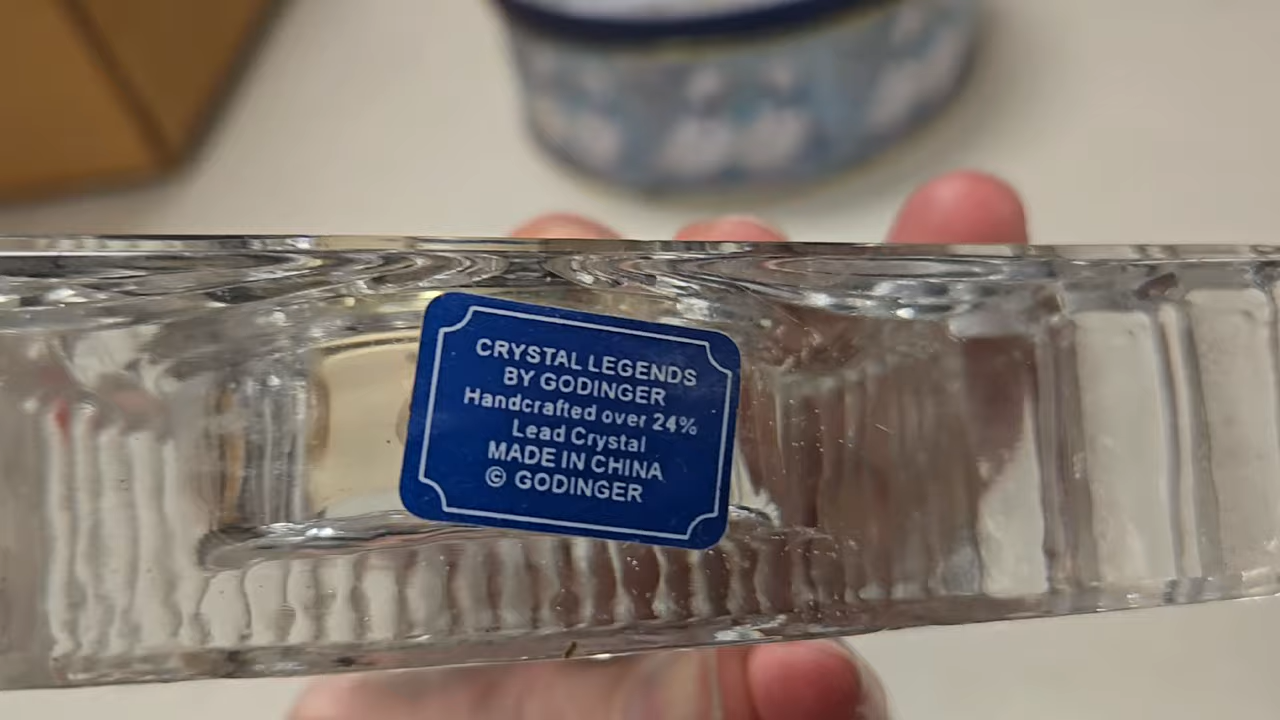 CRYSTAL LEGENDS
BY GODINGER
Handcrafted over 24%
Lead Crystal
MADE IN CHINA
© GODINGER